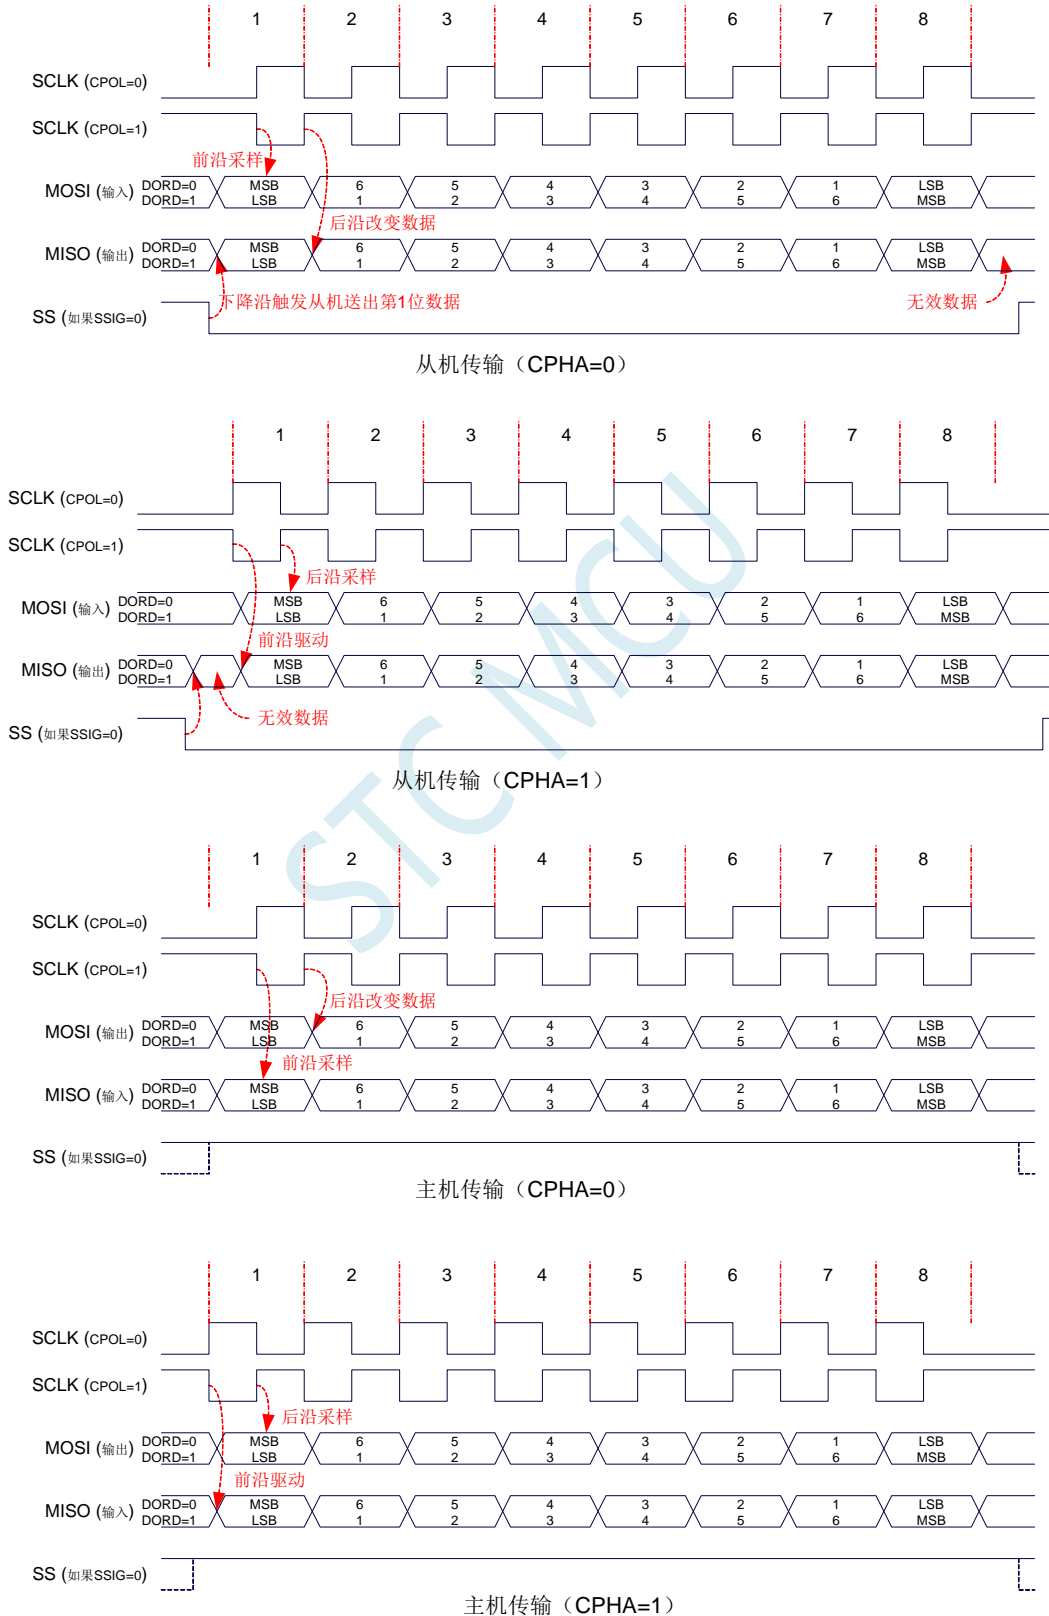 1 2 3 4 5 6 7 8
SCLK (CPOL=0)
SCLK (CPOL=1)
前沿采样
MOSI (输入) DORD=0 MSB 6 5 4 3 2 1 LSB
DORD=1 LSB 1 2 3 4 5 6 MSB
后沿改变数据
MISO (输出) DORD=0 MSB 6 5 4 3 2 1 LSB
DORD=1 LSB 1 2 3 4 5 6 MSB
下降沿触发从机送出第1位数据 无效数据
SS (如果SSIG=0)
从机传输（CPHA=0）
1 2 3 4 5 6 7 8
SCLK (CPOL=0)
SCLK (CPOL=1)
后沿采样
MOSI (输入) DORD=0 MSB 6 5 4 3 2 1 LSB
DORD=1 LSB 1 2 3 4 5 6 MSB
前沿驱动
MISO (输出) DORD=0 MSB 6 5 4 3 2 1 LSB
DORD=1 LSB 1 2 3 4 5 6 MSB
无效数据
SS (如果SSIG=0)
从机传输（CPHA=1）
STC MCU
1 2 3 4 5 6 7 8
SCLK (CPOL=0)
SCLK (CPOL=1)
后沿改变数据
MOSI (输出) DORD=0 MSB 6 5 4 3 2 1 LSB
DORD=1 LSB 1 2 3 4 5 6 MSB
前沿采样
MISO (输入) DORD=0 MSB 6 5 4 3 2 1 LSB
DORD=1 LSB 1 2 3 4 5 6 MSB
SS (如果SSIG=0)
主机传输（CPHA=0）
1 2 3 4 5 6 7 8
SCLK (CPOL=0)
SCLK (CPOL=1)
后沿采样
MOSI (输出) DORD=0 MSB 6 5 4 3 2 1 LSB
DORD=1 LSB 1 2 3 4 5 6 MSB
前沿驱动
MISO (输入) DORD=0 MSB 6 5 4 3 2 1 LSB
DORD=1 LSB 1 2 3 4 5 6 MSB
SS (如果SSIG=0)
主机传输（CPHA=1）